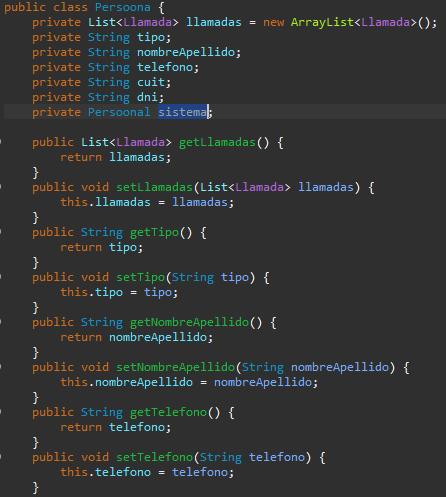 public class Persoona {
private List<Llamada> llamadas = new ArrayList<Llamada>();
private String tipo;
private String nombreApellido;
private String telefono;
private String cuit;
private String dni;
private Persoonal sistema;
public List<Llamada> getLlamadas() {
return llamadas;
}
public void setLlamadas(List<Llamada> llamadas) {
this.llamadas = llamadas;
}
public String getTipo() {
return tipo;
}
public void setTipo(String tipo) {
this.tipo = tipo;
}
public String getNombreApellido() {
return nombreApellido;
}
public void setNombreApellido(String nombreApellido) {
this.nombreApellido = nombreApellido;
}
public String getTelefono() {
return telefono;
}
public void setTelefono(String telefono) {
this.telefono = telefono;
}